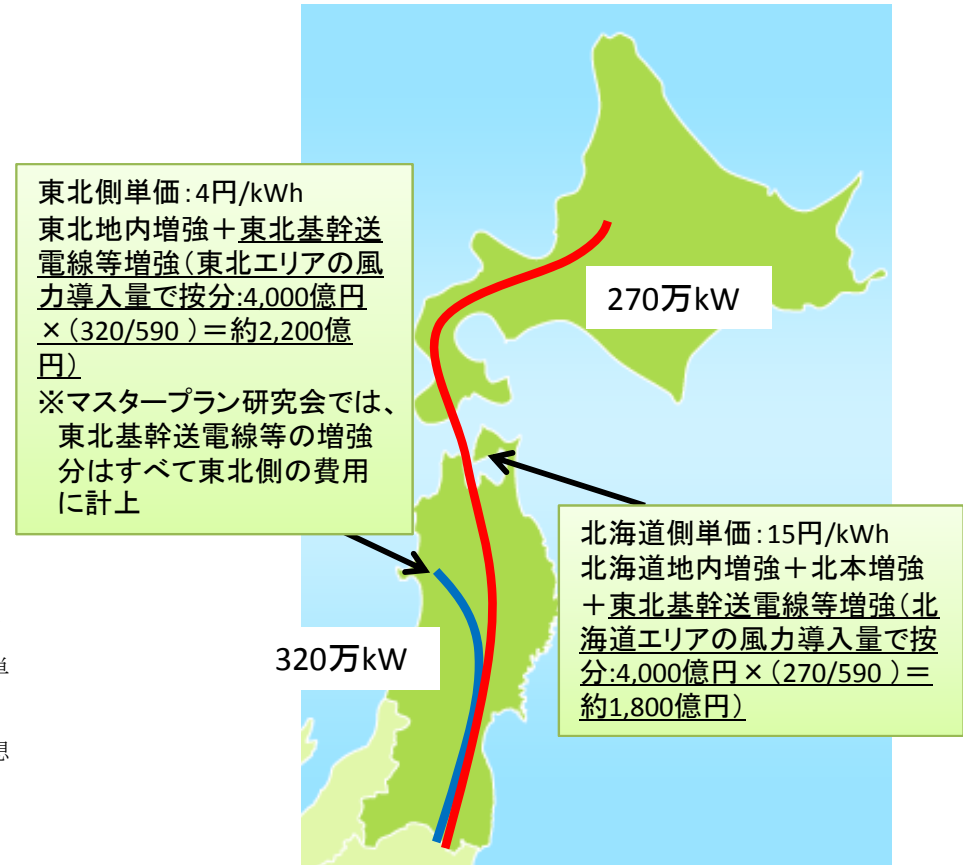 東北側単価:4円/kWh
東北地内増強+東北基幹送
電線等増強(東北エリアの風
力導入量で按分:4,000億円
×(320/590 )=約2,200億
円)
※マスタープラン研究会では、
東北基幹送電線等の増強
分はすべて東北側の費用
に計上
270万kW
北海道側単価:15円/kWh
北海道地内増強+北本増強
+東北基幹送電線等増強(北
海道エリアの風力導入量で按
分:4,000億円×(270/590 )=
約1,800億円)
320万kW
単
想